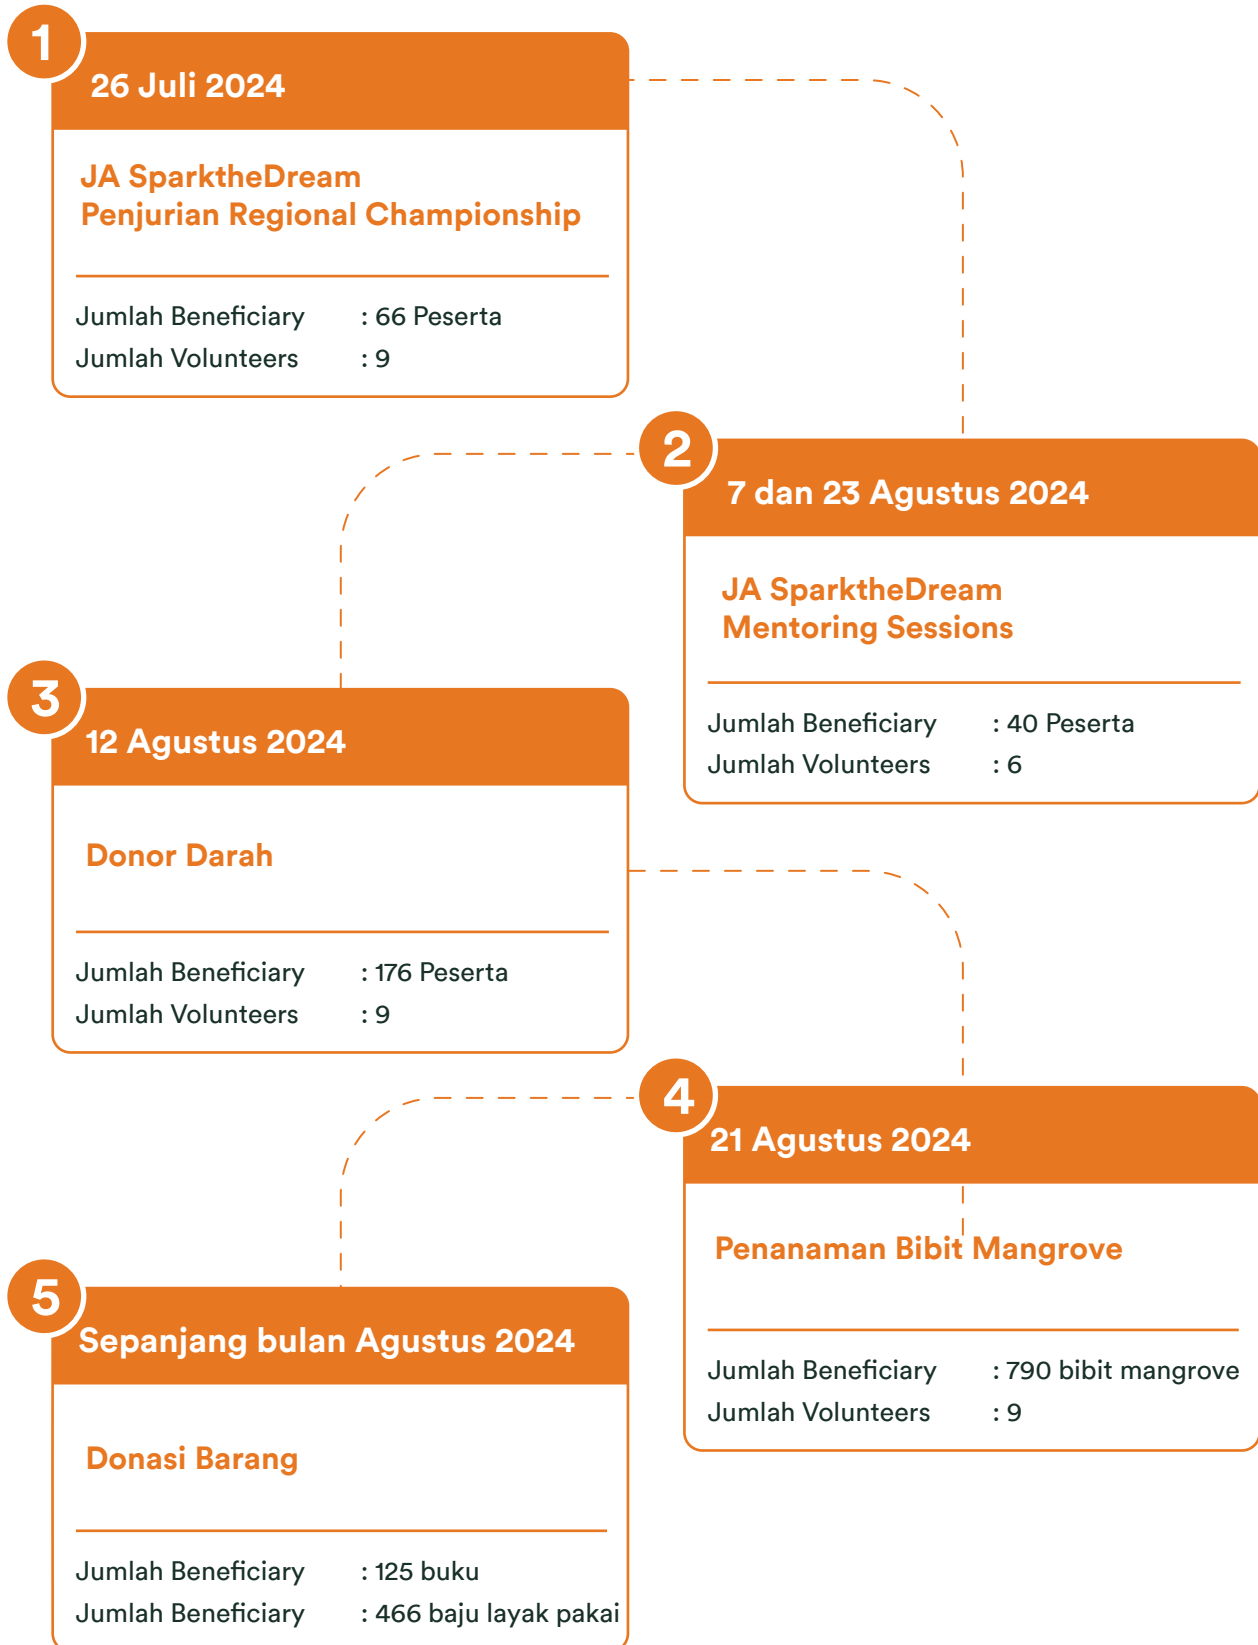 1
26 Juli 2024
JA SparktheDream
Penjurian Regional Championship
Jumlah Beneficiary : 66 Peserta
Jumlah Volunteers : 9
2
7 dan 23 Agustus 2024
JA SparktheDream
Mentoring Sessions
Jumlah Beneficiary : 40 Peserta
Jumlah Volunteers : 6
3
12 Agustus 2024
Donor Darah
Jumlah Beneficiary : 176 Peserta
Jumlah Volunteers : 9
4
21 Agustus 2024
Penanaman Bibit Mangrove
Jumlah Beneficiary : 790 bibit mangrove
Jumlah Volunteers : 9
5
Sepanjang bulan Agustus 2024
Donasi Barang
Jumlah Beneficiary : 125 buku
Jumlah Beneficiary : 466 baju layak pakai